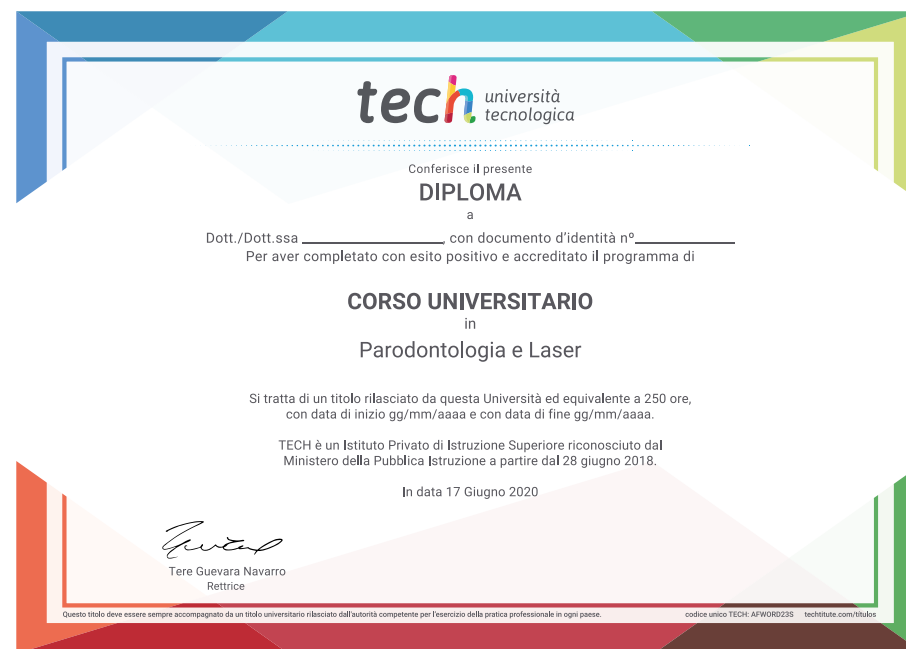 tech università
tecnologica
Conferisce il presente
DIPLOMA
a
Dott./Dott.ssa ____________________, con documento d'identità nº______________
Per aver completato con esito positivo e accreditato il programma di
CORSO UNIVERSITARIO
in
Parodontologia e Laser
Si tratta di un titolo rilasciato da questa Università ed equivalente a 250 ore,
con data di inizio gg/mm/aaaa e con data di fine gg/mm/aaaa.
TECH è un Istituto Privato di Istruzione Superiore riconosciuto dal
Ministero della Pubblica Istruzione a partire dal 28 giugno 2018.
In data 17 Giugno 2020
Tere Guevara Navarro
Rettrice
Questo titolo deve essere sempre accompagnato da un titolo universitario rilasciato dall'autorità competente per l'esercizio della pratica professionale in ogni paese. codice unico TECH: AFWORD23S techtitute.com/títulos